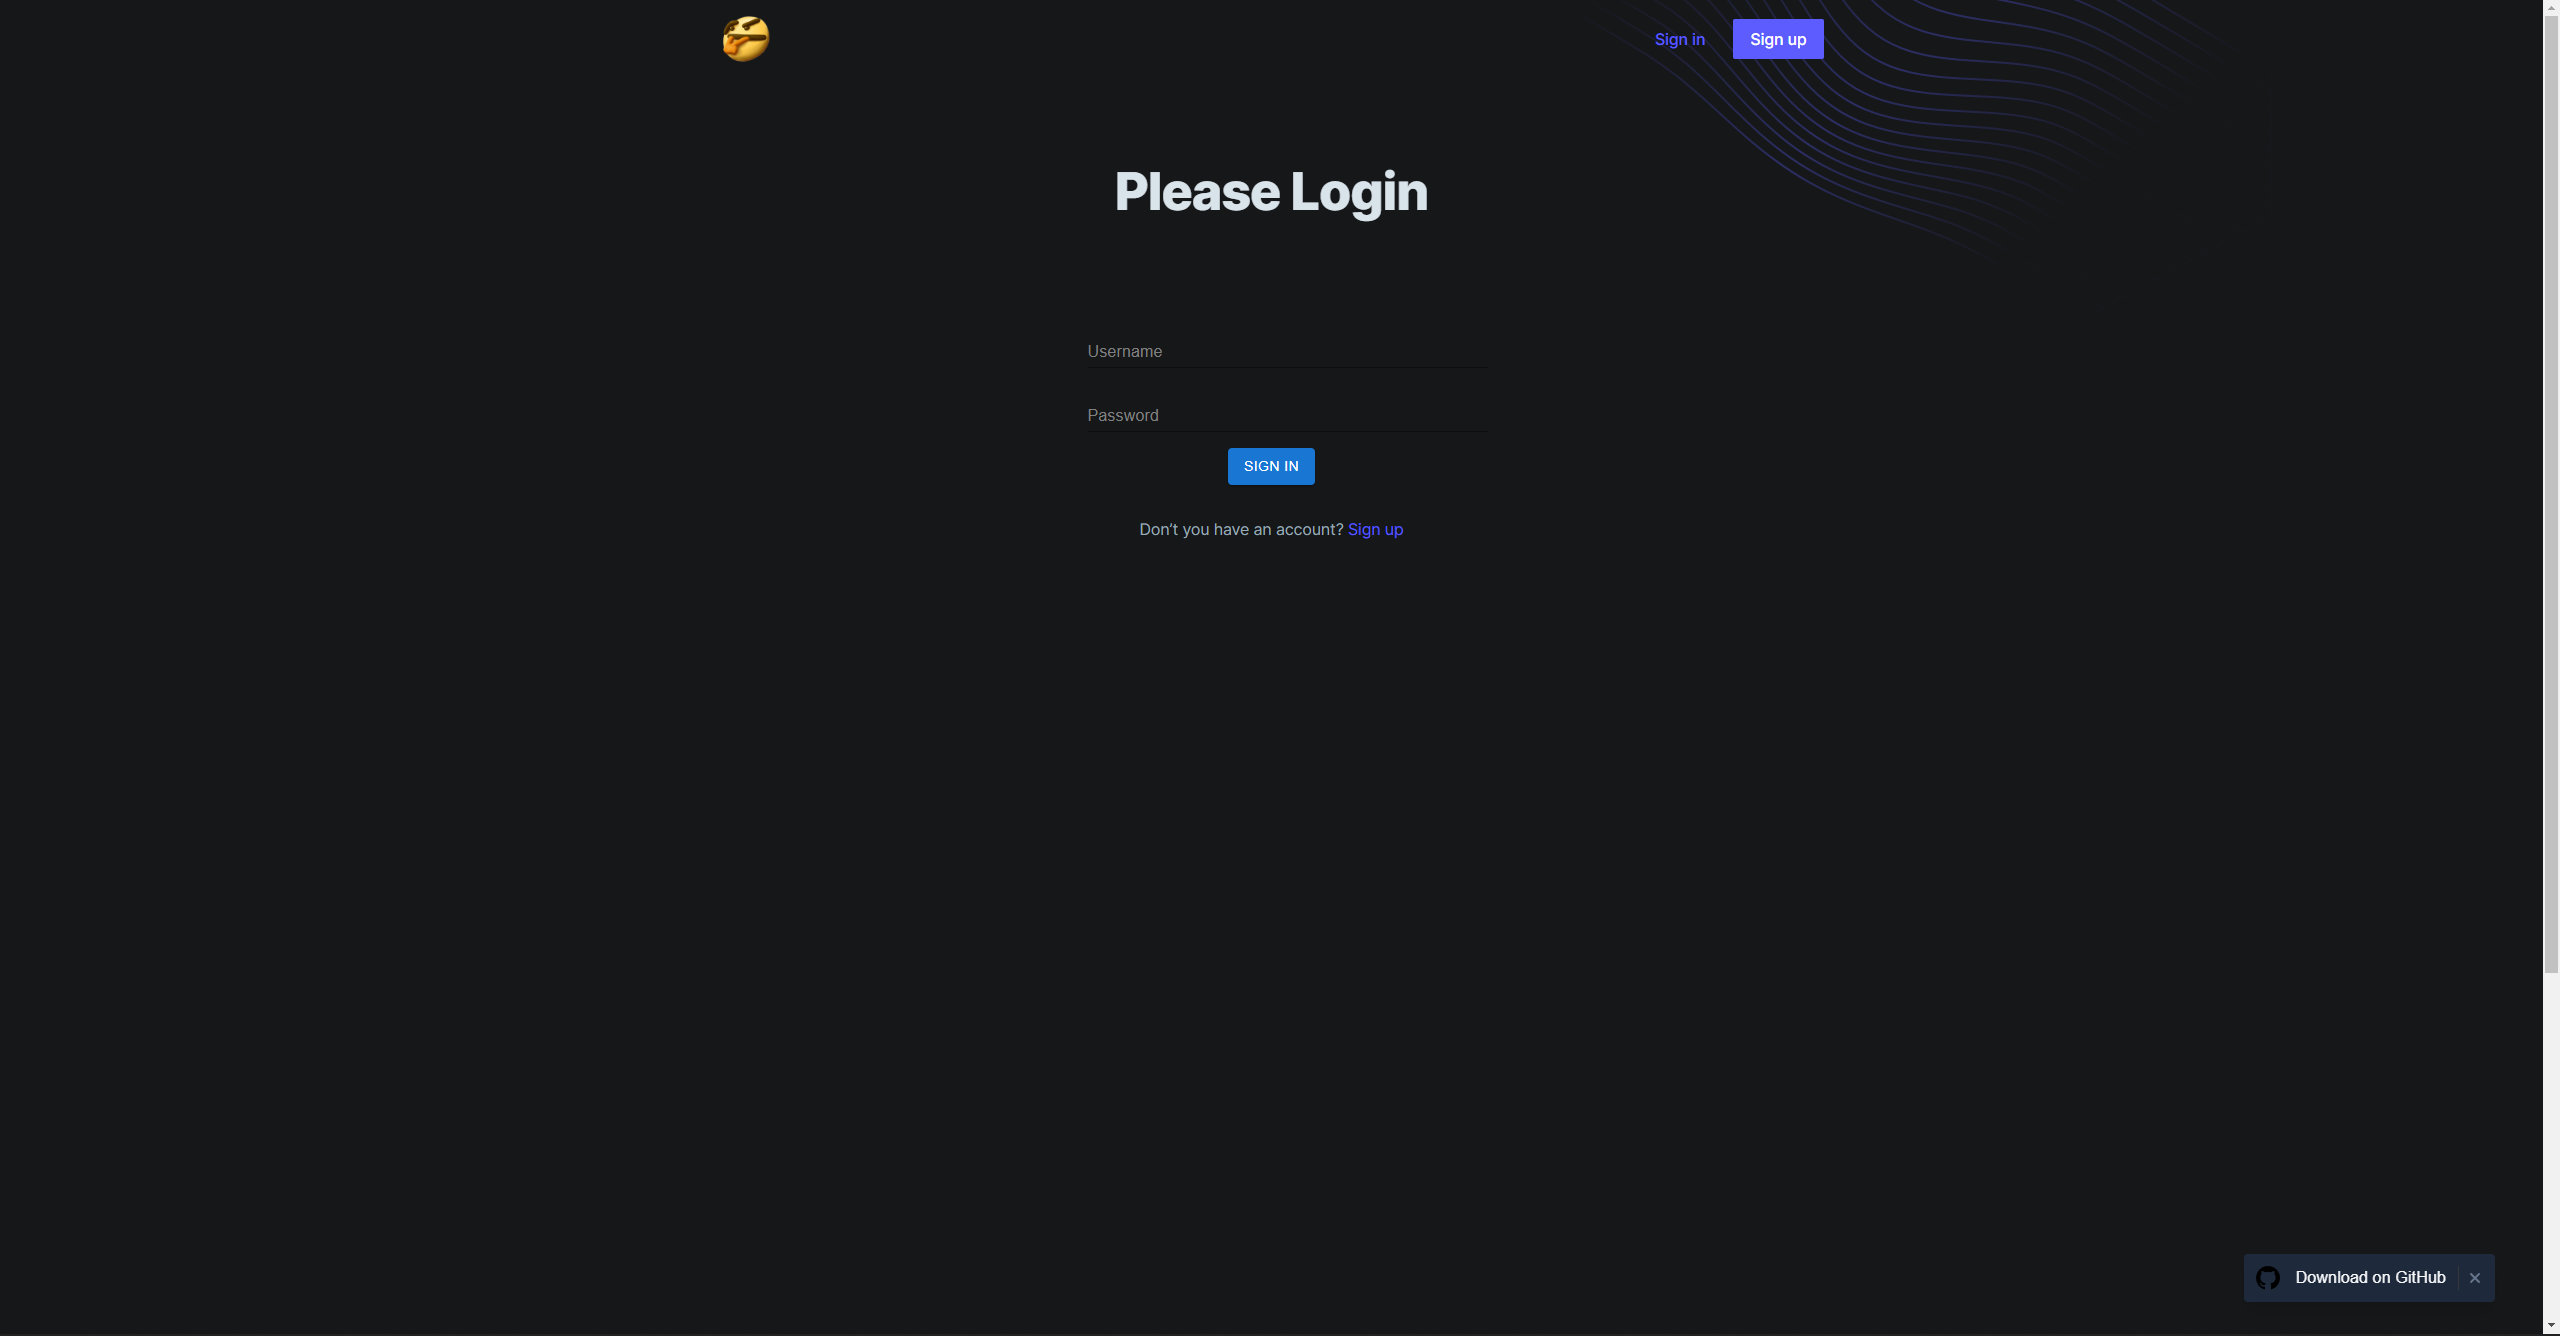 Sign in
Sign up
Please Login
Username
Password
SIGN IN
Don’t you have an account? Sign up
Download on GitHub